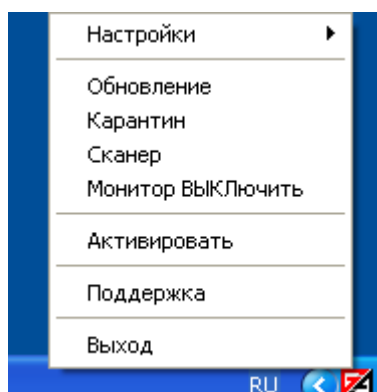 Настройки
Обновление
Карантин
Сканер
Монитор ВЫКЛючить
Активировать
Поддержка
Выход
RU